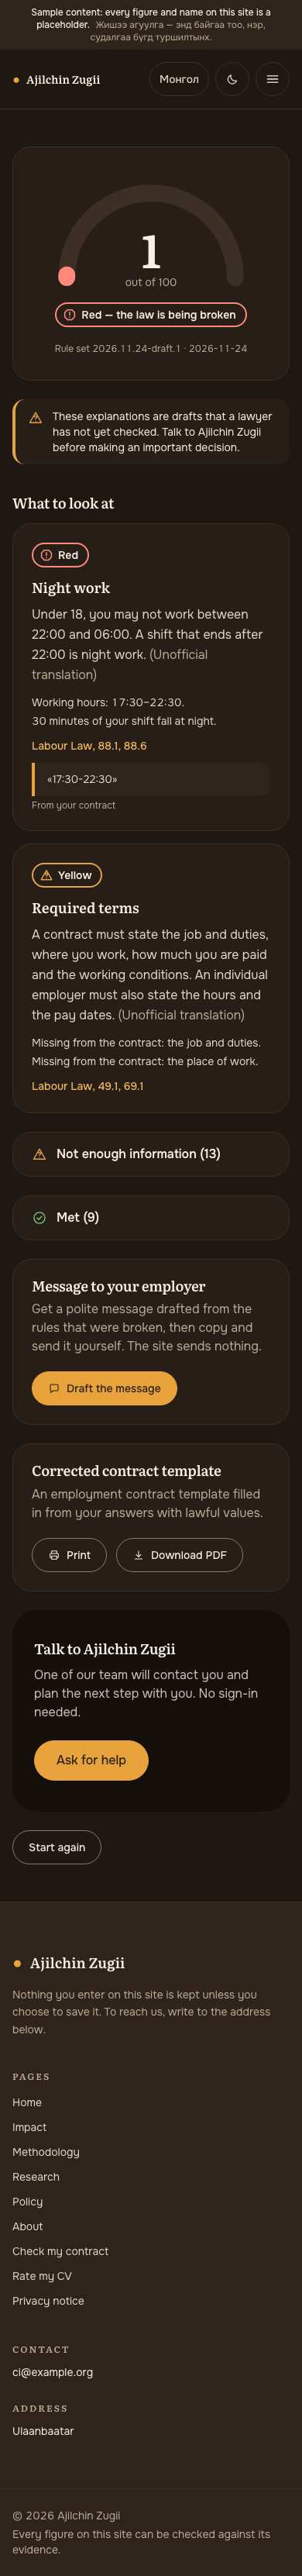 Sample content: every figure and name on this site is a
placeholder. Жишээ агуулга — энд байгаа тоо, нэр,
судалгаа бүгд туршилтынх.
Ajilchin Zugii
Монгол
1
out of 100
Red — the law is being broken
Rule set 2026.11.24-draft.1 · 2026-11-24
These explanations are drafts that a lawyer
has not yet checked. Talk to Ajilchin Zugii
before making an important decision.
What to look at
Red
Night work
Under 18, you may not work between
22:00 and 06:00. A shift that ends after
22:00 is night work. (Unofficial
translation)
Working hours: 17:30–22:30.
30 minutes of your shift fall at night.
Labour Law, 88.1, 88.6
«17:30-22:30»
From your contract
Yellow
Required terms
A contract must state the job and duties,
where you work, how much you are paid
and the working conditions. An individual
employer must also state the hours and
the pay dates. (Unofficial translation)
Missing from the contract: the job and duties.
Missing from the contract: the place of work.
Labour Law, 49.1, 69.1
Not enough information (13)
Met (9)
Message to your employer
Get a polite message drafted from the
rules that were broken, then copy and
send it yourself. The site sends nothing.
Draft the message
Corrected contract template
An employment contract template filled
in from your answers with lawful values.
Print
Download PDF
Talk to Ajilchin Zugii
One of our team will contact you and
plan the next step with you. No sign-in
needed.
Ask for help
Start again
Ajilchin Zugii
Nothing you enter on this site is kept unless you
choose to save it. To reach us, write to the address
below.
PAGES
Home
Impact
Methodology
Research
Policy
About
Check my contract
Rate my CV
Privacy notice
CONTACT
ci@example.org
ADDRESS
Ulaanbaatar
© 2026 Ajilchin Zugii
Every figure on this site can be checked against its
evidence.